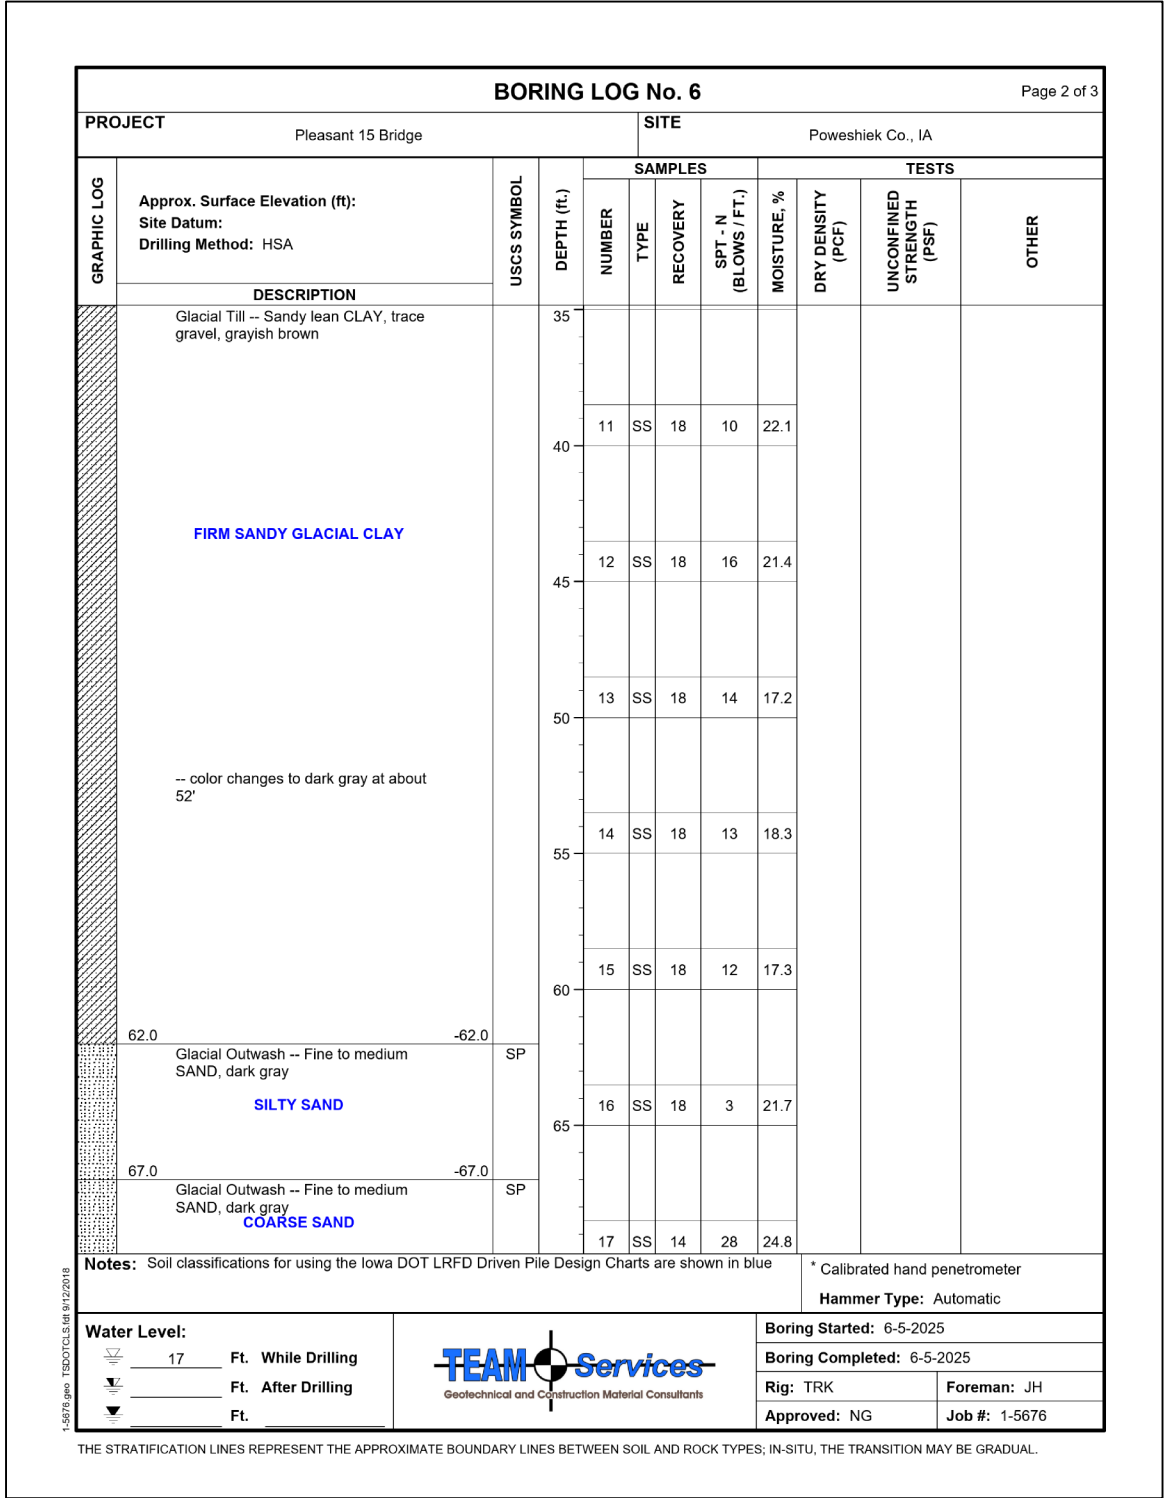 BORING LOG No. 6
Page 2 of 3
PROJECT
Pleasant 15 Bridge
SITE
Poweshiek Co., IA
GRAPHIC LOG
Approx. Surface Elevation (ft):
Site Datum:
Drilling Method: HSA
DESCRIPTION
USCS SYMBOL
DEPTH (ft.)
SAMPLES
NUMBER
TYPE
RECOVERY
SPT - N
(BLOWS / FT.)
TESTS
MOISTURE, %
DRY DENSITY
(PCF)
UNCONFINED
STRENGTH
(PSF)
OTHER
Glacial Till -- Sandy lean CLAY, trace
gravel, grayish brown
35
11 SS 18 10 22.1
40
FIRM SANDY GLACIAL CLAY
12 SS 18 16 21.4
45
13 SS 18 14 17.2
50
-- color changes to dark gray at about
52'
14 SS 18 13 18.3
55
15 SS 18 12 17.3
60
62.0 -62.0
Glacial Outwash -- Fine to medium
SAND, dark gray
SP
SILTY SAND
16 SS 18 3 21.7
65
67.0 -67.0
Glacial Outwash -- Fine to medium
SAND, dark gray
SP
COARSE SAND
17 SS 14 28 24.8
Notes: Soil classifications for using the Iowa DOT LRFD Driven Pile Design Charts are shown in blue
* Calibrated hand penetrometer
Hammer Type: Automatic
Water Level:
17 Ft. While Drilling
Ft. After Drilling
Ft.
TEAM Services
Geotechnical and Construction Material Consultants
Boring Started: 6-5-2025
Boring Completed: 6-5-2025
Rig: TRK
Foreman: JH
Approved: NG
Job #: 1-5676
1-5676.geo TSDOTCLS.fdt 9/12/2018
THE STRATIFICATION LINES REPRESENT THE APPROXIMATE BOUNDARY LINES BETWEEN SOIL AND ROCK TYPES; IN-SITU, THE TRANSITION MAY BE GRADUAL.